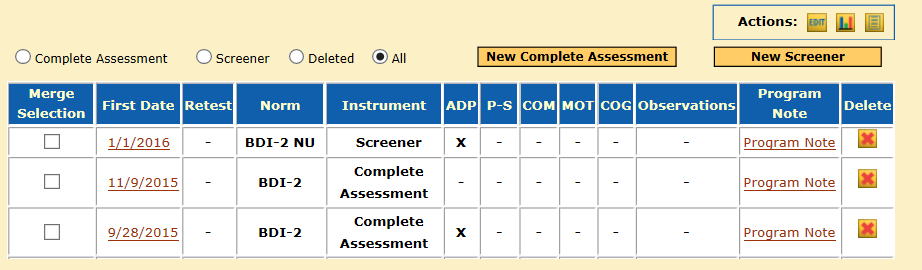 Actions: EDIT
Complete Assessment Screener Deleted All New Complete Assessment New Screener
Merge Selection First Date Retest Norm Instrument ADP P-S COM MOT COG Observations Program Note Delete
1/1/2016 - BDI-2 NU Screener X - - - - - Program Note
11/9/2015 - BDI-2 Complete Assessment - - - - - - Program Note
9/28/2015 - BDI-2 Complete Assessment X - - - - - Program Note